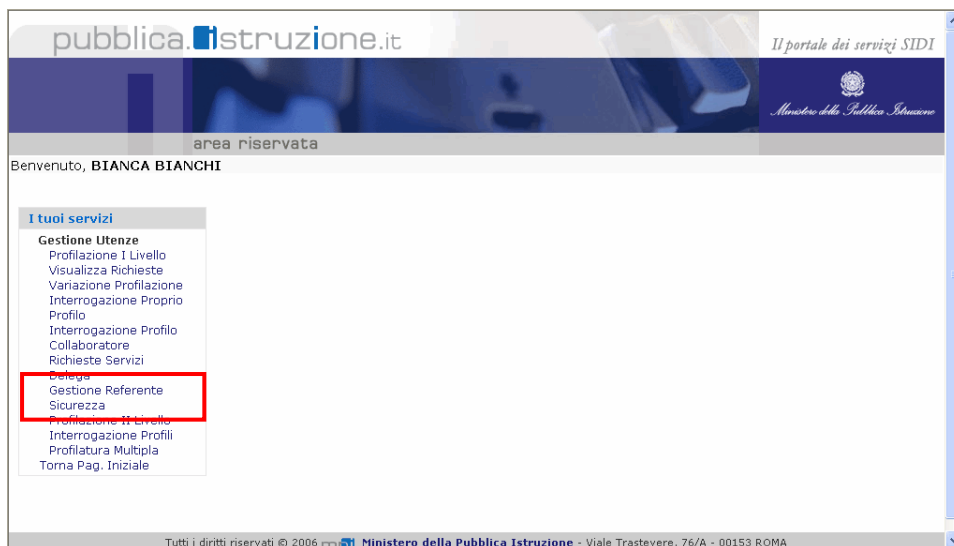 pubblica.istruzione.it
Il portale dei servizi SIDI
Ministero della Pubblica Istruzione
area riservata
Benvenuto, BIANCA BIANCHI
I tuoi servizi
Gestione Utenze
Profilazione I Livello
Visualizza Richieste
Variazione Profilazione
Interrogazione Proprio
Profilo
Interrogazione Profilo
Collaboratore
Richieste Servizi
Delega
Gestione Referente
Sicurezza
Profilazione II Livello
Interrogazione Profili
Profilatura Multipla
Torna Pag. Iniziale
Tutti i diritti riservati © 2006 mpi Ministero della Pubblica Istruzione - Viale Trastevere, 76/A - 00153 ROMA